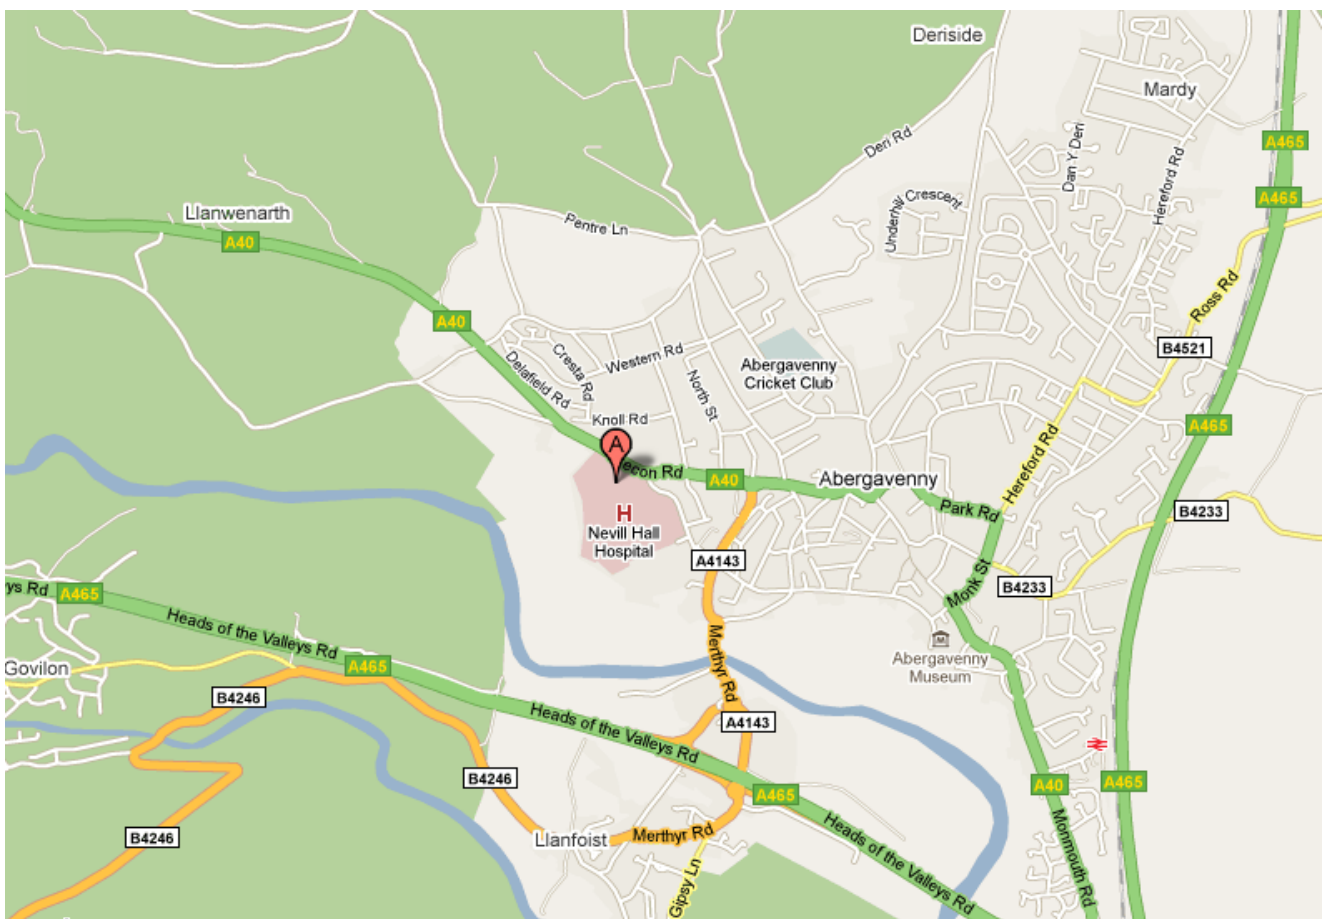 Deriside
Mardy
Deri Rd
Dan Y Deri
Hereford Rd
A465
A465
Underhill Crescent
Llanwenarth
A40
Pentre Ln
Ross Rd
A40
B4521
Western Rd
Cresta Rd
Delafield Rd
North St
Abergavenny
Cricket Club
Knoll Rd
A465
A
econ Rd
A40
Abergavenny
Hereford Rd
Park Rd
B4233
H
Nevill Hall
Hospital
A4143
Monk St
B4233
ys Rd
A465
Heads of the Valleys Rd
A465
Govilon
M
Abergavenny
Museum
Merthyr Rd
B4246
Heads of the Valleys Rd
A4143
B4246
A465
A40
A465
B4246
Llanfoist
Merthyr Rd
Heads of the Valleys Rd
Monmouth Rd
Gipsy Ln